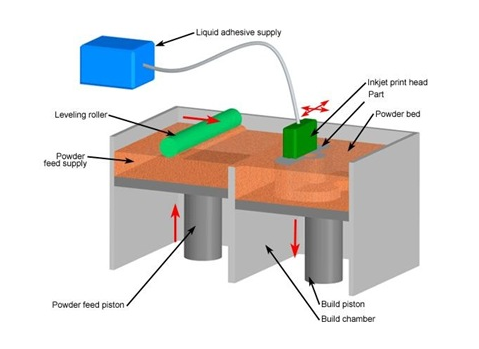 Liquid adhesive supply
Inkjet print head
Part
Leveling roller
Powder bed
Powder
feed supply
Powder feed piston
Build piston
Build chamber